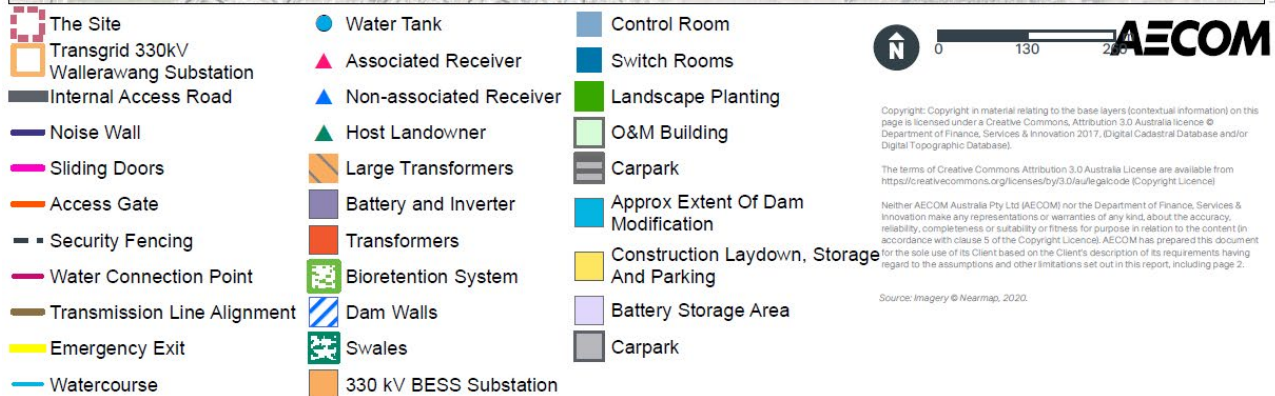 The Site
Transgrid 330kV
Wallerawang Substation
Internal Access Road
Noise Wall
Sliding Doors
Access Gate
Security Fencing
Water Connection Point
Transmission Line Alignment
Emergency Exit
Watercourse
Water Tank
Associated Receiver
Non-associated Receiver
Host Landowner
Large Transformers
Battery and Inverter
Transformers
Bioretention System
Dam Walls
Swales
330 kV BESS Substation
Control Room
Switch Rooms
Landscape Planting
O&M Building
Carpark
Approx Extent Of Dam
Modification
Construction Laydown, Storage
And Parking
Battery Storage Area
Carpark
N
0 130
AECOM
Copyright: Copyright in material relating to the base layers (contextual information) on this
page is licensed under a Creative Commons, Attribution 3.0 Australia licence ©
Department of Finance, Services & Innovation 2017, (Digital Cadastral Database and/or
Digital Topographic Database).
The terms of Creative Commons Attribution 3.0 Australia License are available from
https://creativecommons.org/licenses/by/3.0/au/legalcode (Copyright Licence)
Neither AECOM Australia Pty Ltd (AECOM) nor the Department of Finance, Services &
Innovation make any representations or warranties of any kind, about the accuracy,
reliability, completeness or suitability or fitness for purpose in relation to the content (in
accordance with clause 5 of the Copyright Licence). AECOM has prepared this document
for the sole use of its Client based on the Client's description of its requirements having
regard to the assumptions and other limitations set out in this report, including page 2.
Source: Imagery © Nearmap, 2020.